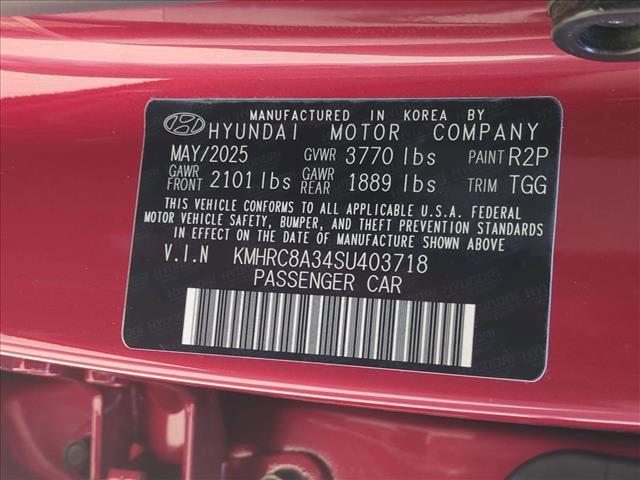 MANUFACTURED IN KOREA BY
HYUNDAI MOTOR COMPANY
MAY/2025 GVWR 3770 lbs PAINT R2P
GAWR FRONT 2101 lbs GAWR REAR 1889 lbs TRIM TGG
THIS VEHICLE CONFORMS TO ALL APPLICABLE U.S.A. FEDERAL
MOTOR VEHICLE SAFETY, BUMPER, AND THEFT PREVENTION STANDARDS
IN EFFECT ON THE DATE OF MANUFACTURE SHOWN ABOVE
V.I.N KMHRC8A34SU403718
PASSENGER CAR